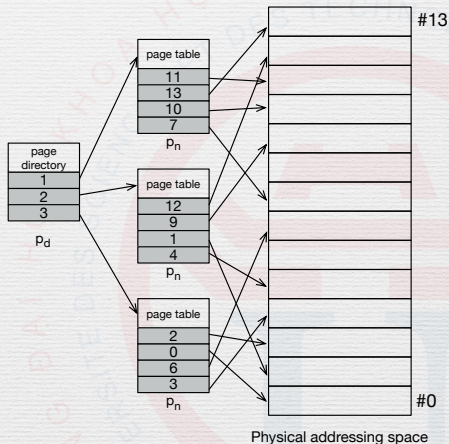 #13
page table
11
13
10
7
pn
page
directory
1
2
3
pd
page table
12
9
1
4
pn
page table
2
0
6
3
pn
#0
Physical addressing space